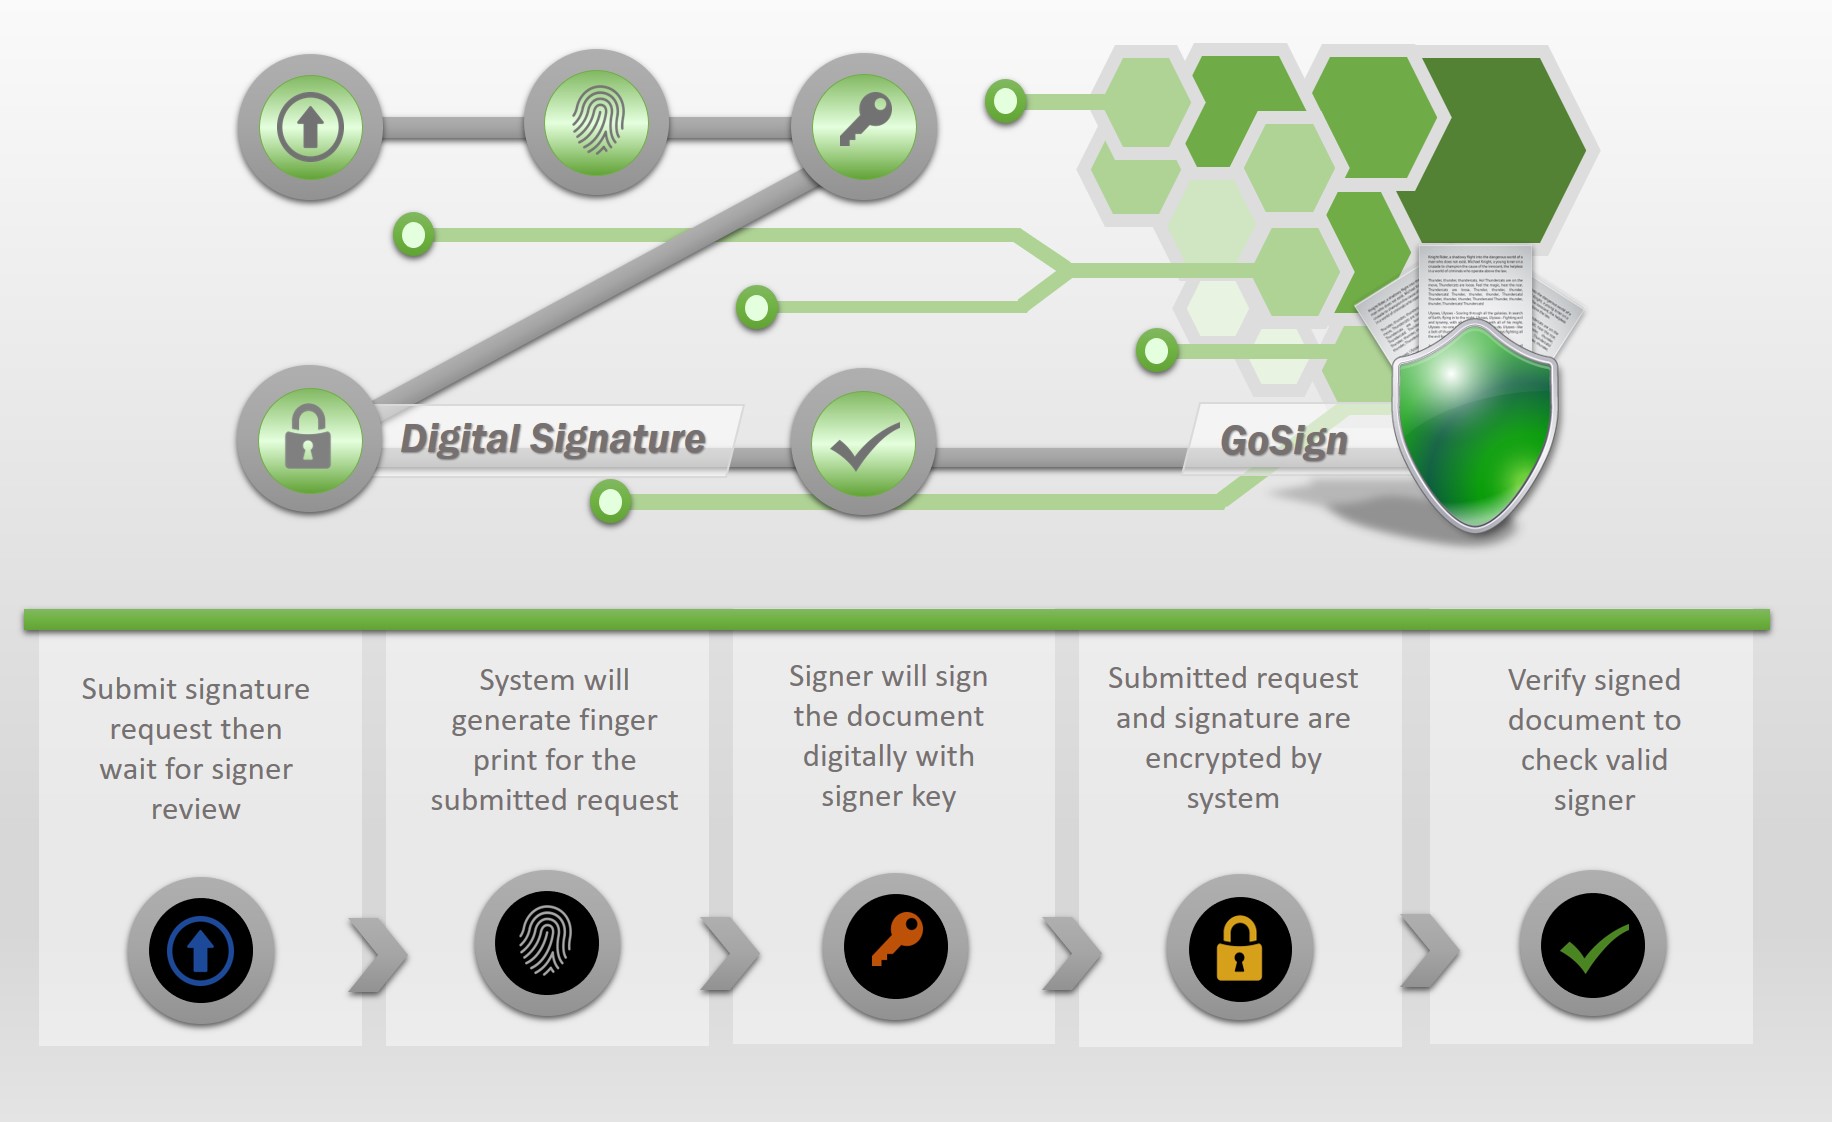 Digital Signature
GoSign
Submit signature
request then
wait for signer
review
System will
generate finger
print for the
submitted request
Signer will sign
the document
digitally with
signer key
Submitted request
and signature are
encrypted by
system
Verify signed
document to
check valid
signer